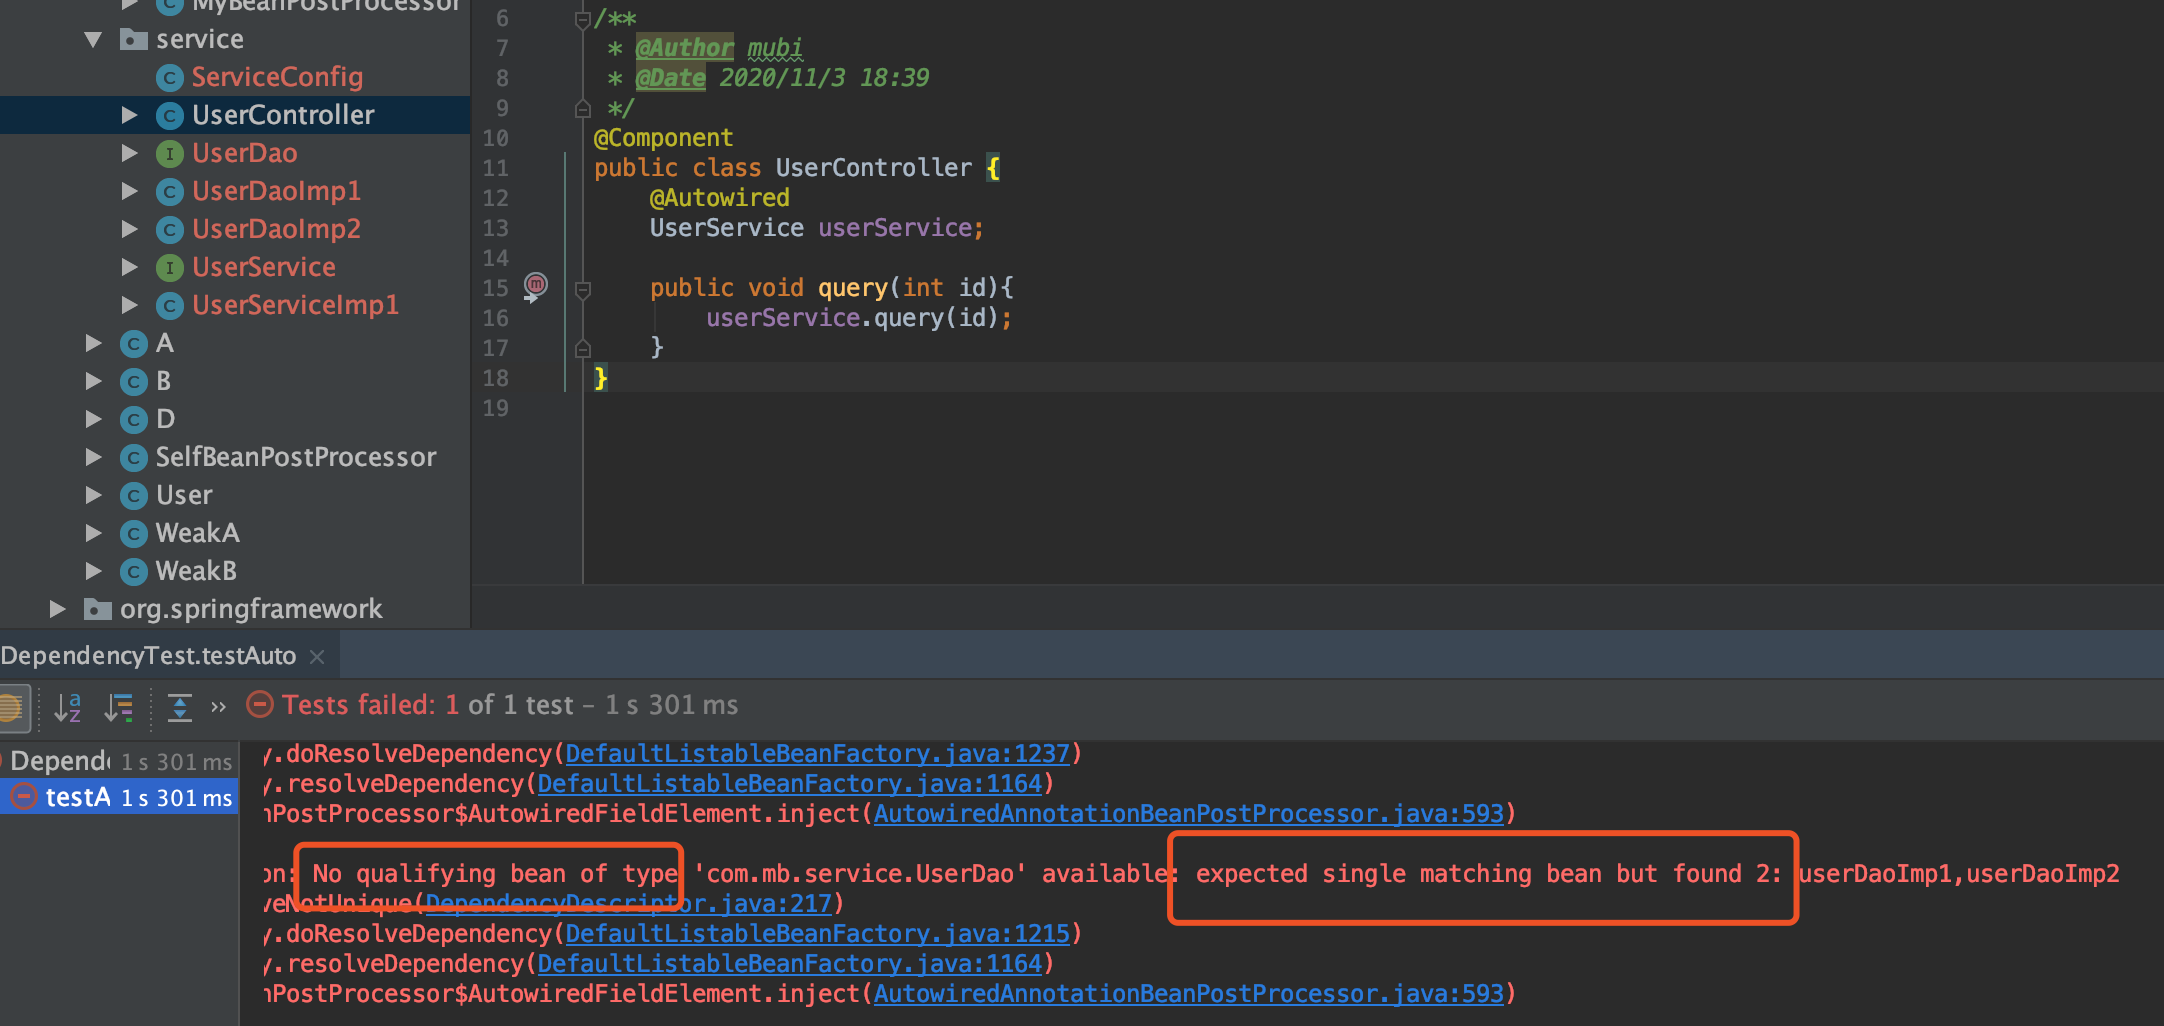 MyBeanPostProcessor
service
ServiceConfig
UserController
UserDao
UserDaoImp1
UserDaoImp2
UserService
UserServiceImp1
A
B
D
SelfBeanPostProcessor
User
WeakA
WeakB
org.springframework
6 /**
7 * @Author mubi
8 * @Date 2020/11/3 18:39
9 */
10 @Component
11 public class UserController {
12 @Autowired
13 UserService userService;
14
15 public void query(int id){
16 userService.query(id);
17 }
18 }
19
DependencyTest.testAuto
Tests failed: 1 of 1 test – 1 s 301 ms
Depend 1 s 301 ms
testA 1 s 301 ms
y.doResolveDependency(DefaultListableBeanFactory.java:1237)
y.resolveDependency(DefaultListableBeanFactory.java:1164)
nPostProcessor$AutowiredFieldElement.inject(AutowiredAnnotationBeanPostProcessor.java:593)
on: No qualifying bean of type 'com.mb.service.UserDao' available: expected single matching bean but found 2: userDaoImp1,userDaoImp2
veNotUnique(DependencyDescriptor.java:217)
y.doResolveDependency(DefaultListableBeanFactory.java:1215)
y.resolveDependency(DefaultListableBeanFactory.java:1164)
nPostProcessor$AutowiredFieldElement.inject(AutowiredAnnotationBeanPostProcessor.java:593)